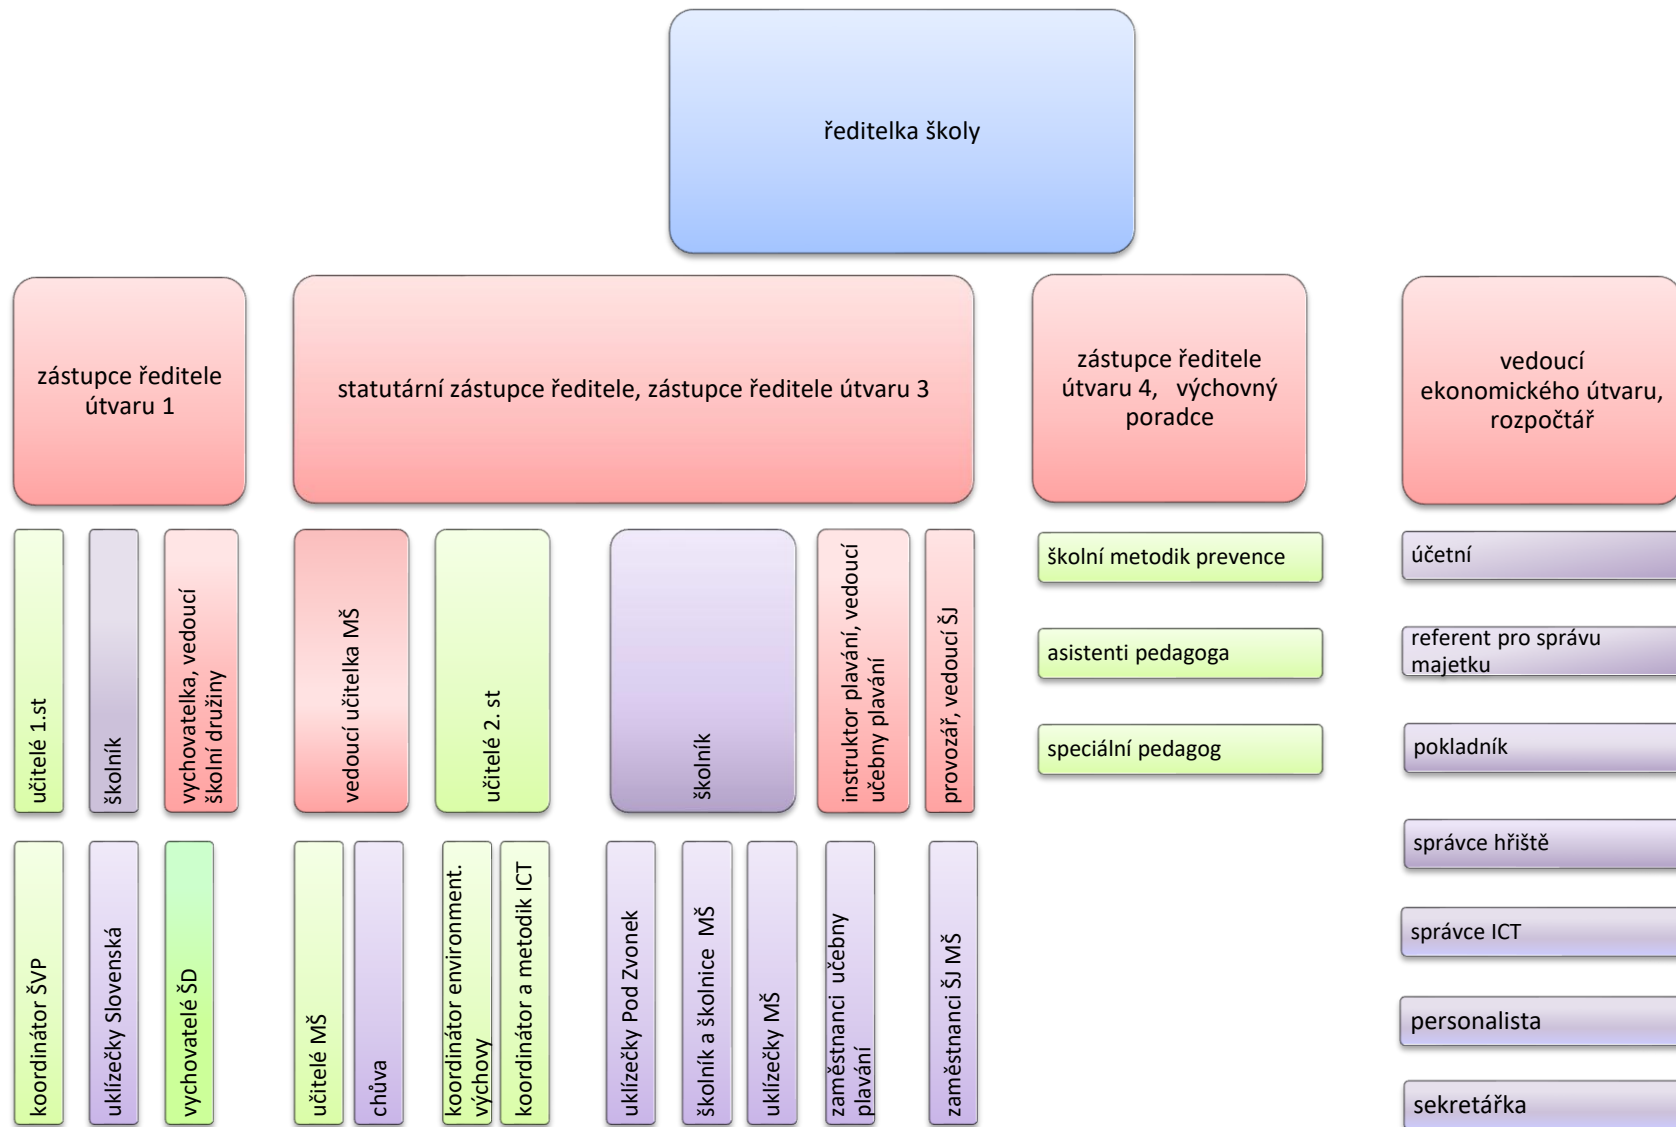 ředitelka školy
zástupce ředitele
útvaru 1
statutární zástupce ředitele, zástupce ředitele útvaru 3
zástupce ředitele
útvaru 4, výchovný
poradce
vedoucí
ekonomického útvaru,
rozpočtář
učitelé 1.st
školník
vychovatelka, vedoucí
školní družiny
vedoucí učitelka MŠ
učitelé 2. st
školník
instruktor plavání, vedoucí
učebny plavání
provozář, vedoucí ŠJ
školní metodik prevence
asistenti pedagoga
speciální pedagog
účetní
referent pro správu
majetku
pokladník
správce hřiště
správce ICT
personalista
sekretářka
koordinátor ŠVP
uklízečky Slovenská
vychovatelé ŠD
učitelé MŠ
chůva
koordinátor environment.
výchovy
koordinátor a metodik ICT
uklízečky Pod Zvonek
školník a školnice MŠ
uklízečky MŠ
zaměstnanci učebny
plavání
zaměstnanci ŠJ MŠ